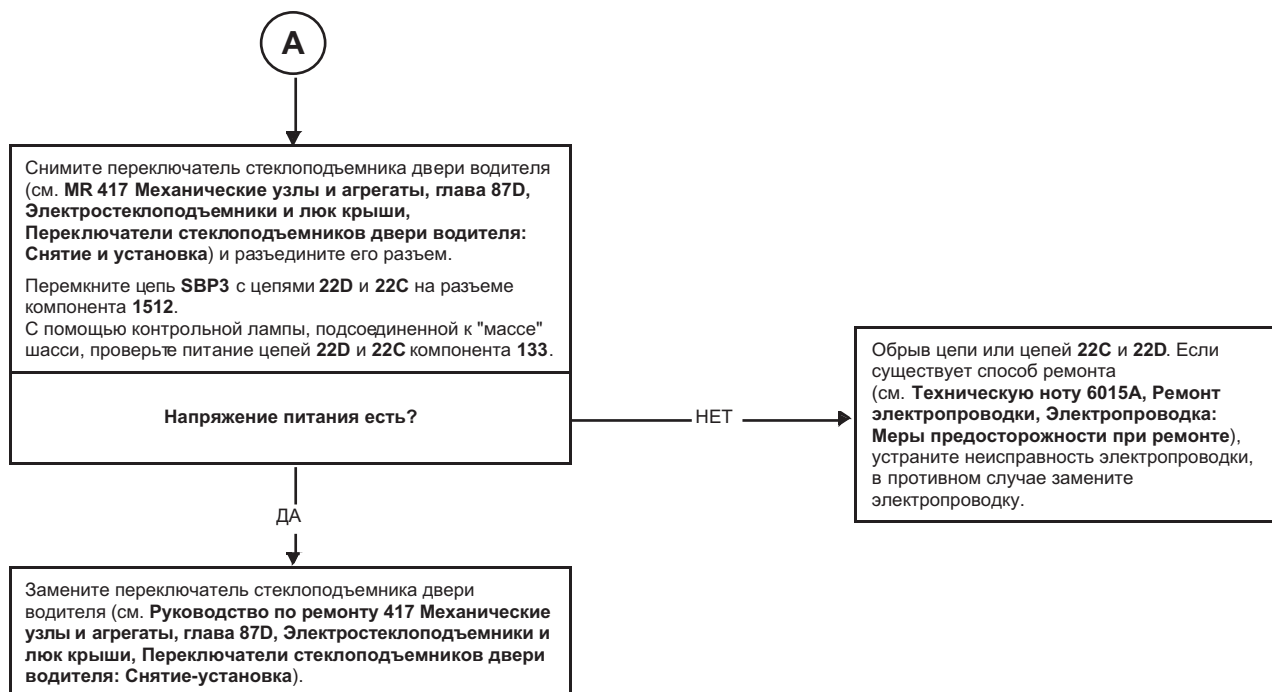 A
Снимите переключатель стеклоподъемника двери водителя
(см. MR 417 Механические узлы и агрегаты, глава 87D,
Электростеклоподъемники и люк крыши,
Переключатели стеклоподъемников двери водителя:
Снятие и установка) и разъедините его разъем.
Перемкните цепь SBP3 с цепями 22D и 22C на разъеме
компонента 1512.
С помощью контрольной лампы, подсоединенной к "массе"
шасси, проверьте питание цепей 22D и 22C компонента 133.
Напряжение питания есть?
НЕТ
Обрыв цепи или цепей 22C и 22D. Если
существует способ ремонта
(см. Техническую ноту 6015A, Ремонт
электропроводки, Электропроводка:
Меры предосторожности при ремонте),
устраните неисправность электропроводки,
в противном случае замените
электропроводку.
ДА
Замените переключатель стеклоподъемника двери
водителя (см. Руководство по ремонту 417 Механические
узлы и агрегаты, глава 87D, Электростеклоподъемники и
люк крыши, Переключатели стеклоподъемников двери
водителя: Снятие-установка).